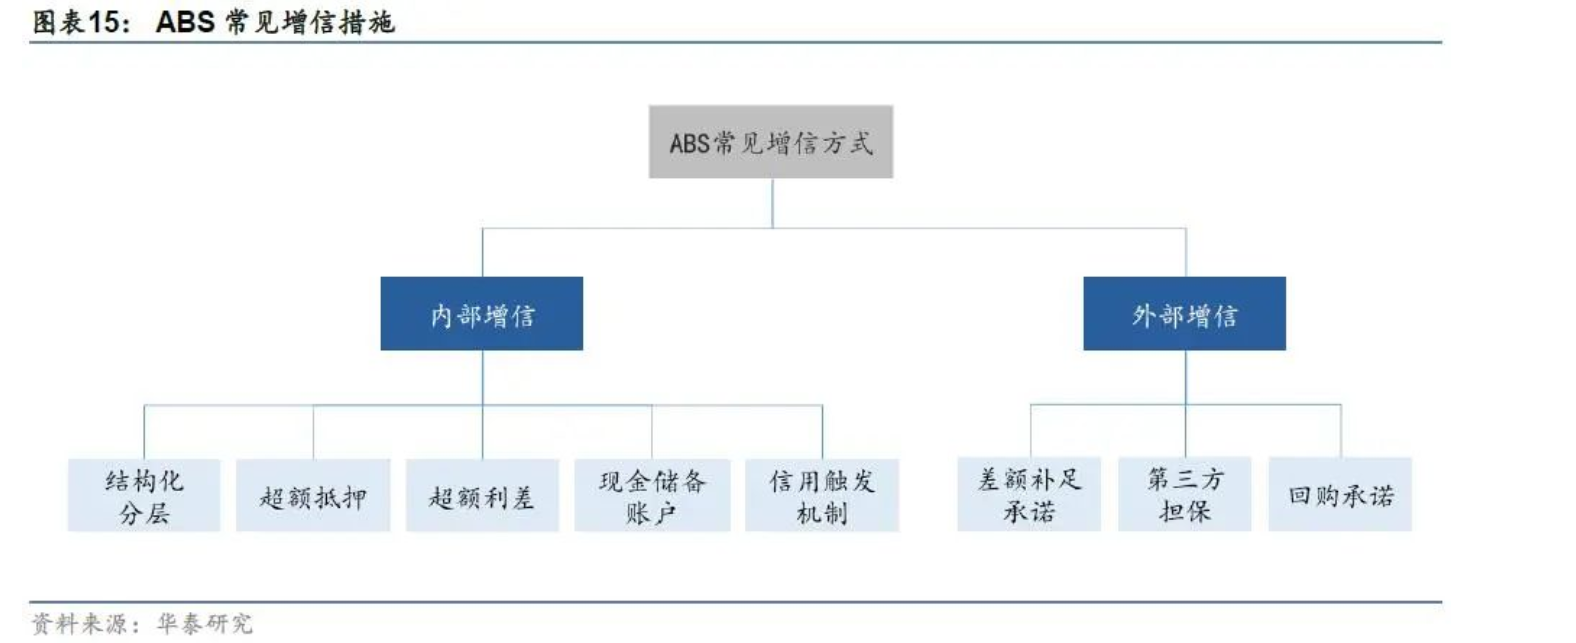 图表15： ABS 常见增信措施
ABS常见增信方式
内部增信
外部增信
结构化
分层
超额抵押
超额利差
现金储备
账户
信用触发
机制
差额补足
承诺
第三方
担保
回购承诺
资料来源：华泰研究